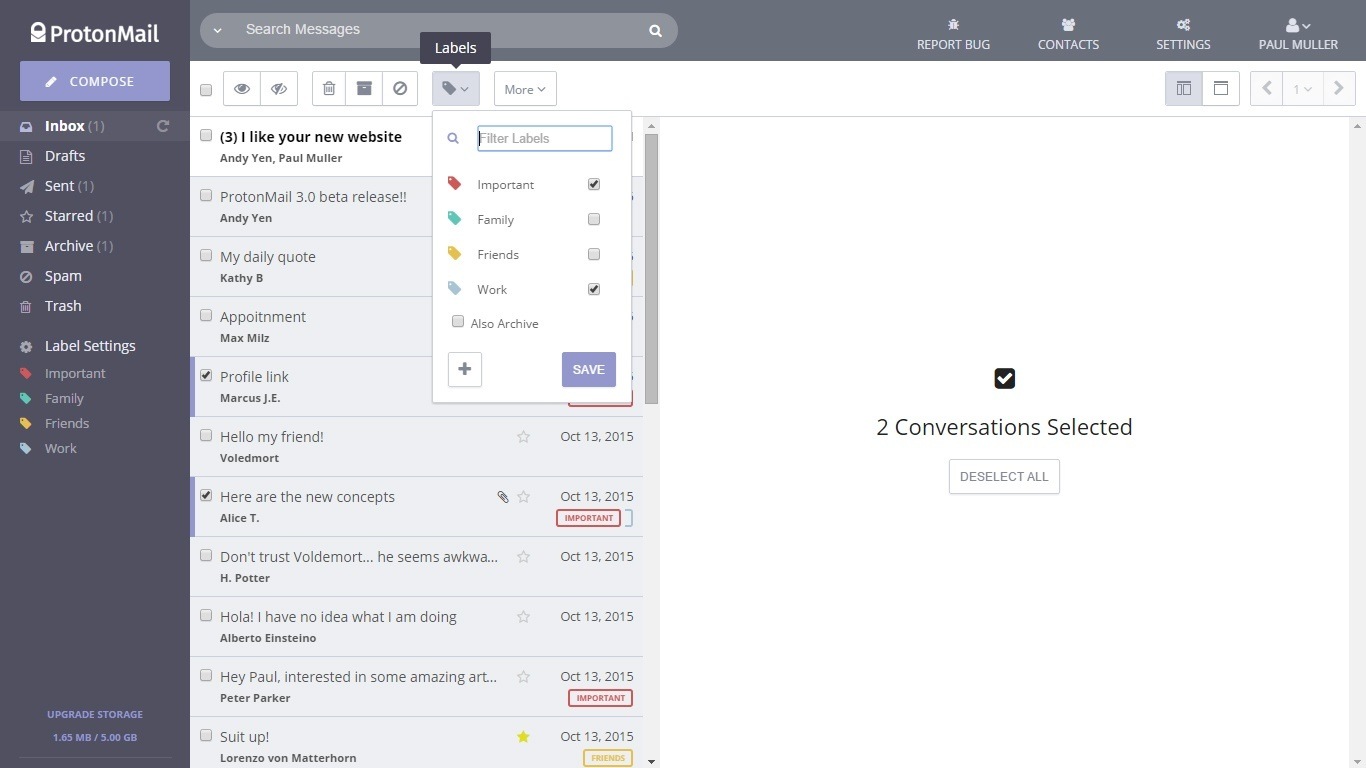 ProtonMail
COMPOSE
Inbox (1)
Drafts
Sent (1)
Starred (1)
Archive (1)
Spam
Trash
Label Settings
Important
Family
Friends
Work
UPGRADE STORAGE
1.65 MB / 5.00 GB
Search Messages
REPORT BUG
CONTACTS
SETTINGS
PAUL MULLER
Labels
More
1
Filter Labels
Important
Family
Friends
Work
Also Archive
SAVE
(3) I like your new website
Andy Yen, Paul Muller
ProtonMail 3.0 beta release!!
Andy Yen
My daily quote
Kathy B
Appoitnment
Max Milz
Profile link
Marcus J.E.
Hello my friend! Oct 13, 2015
Voledmort
Here are the new concepts Oct 13, 2015
Alice T. IMPORTANT
Don't trust Voldemort... he seems awkwa... Oct 13, 2015
H. Potter
Hola! I have no idea what I am doing Oct 13, 2015
Alberto Einsteino
Hey Paul, interested in some amazing art... Oct 13, 2015
Peter Parker IMPORTANT
Suit up! Oct 13, 2015
Lorenzo von Matterhorn FRIENDS
2 Conversations Selected
DESELECT ALL